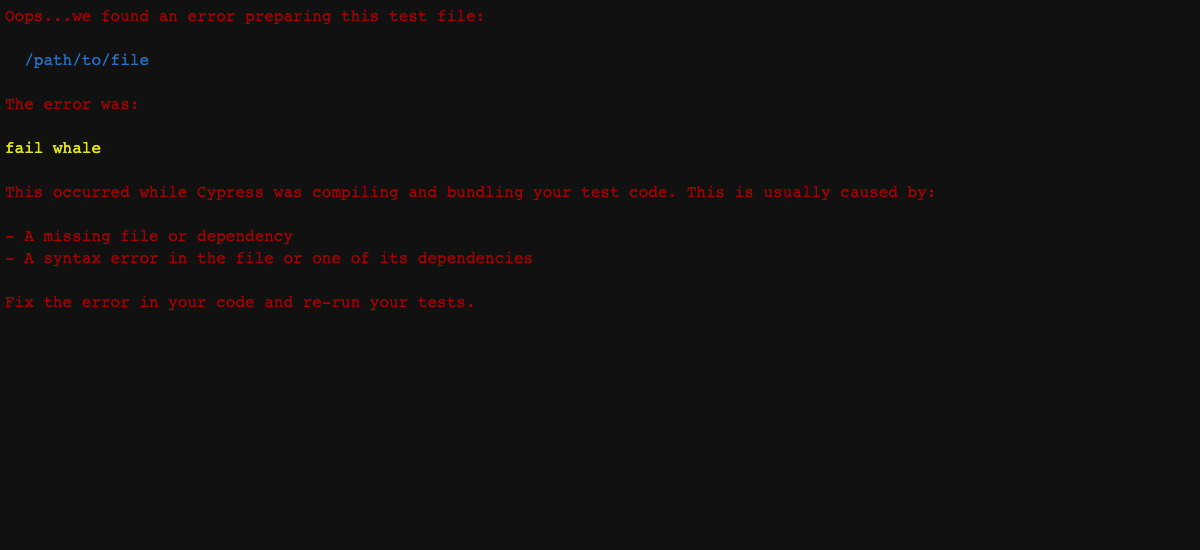 Oops...we found an error preparing this test file:
/path/to/file
The error was:
fail whale
This occurred while Cypress was compiling and bundling your test code. This is usually caused by:
- A missing file or dependency
- A syntax error in the file or one of its dependencies
Fix the error in your code and re-run your tests.